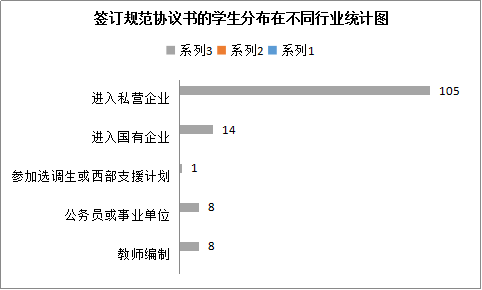 签订规范协议书的学生分布在不同行业统计图
系列3 系列2 系列1
进入私营企业 105
进入国有企业 14
参加选调生或西部支援计划 1
公务员或事业单位 8
教师编制 8